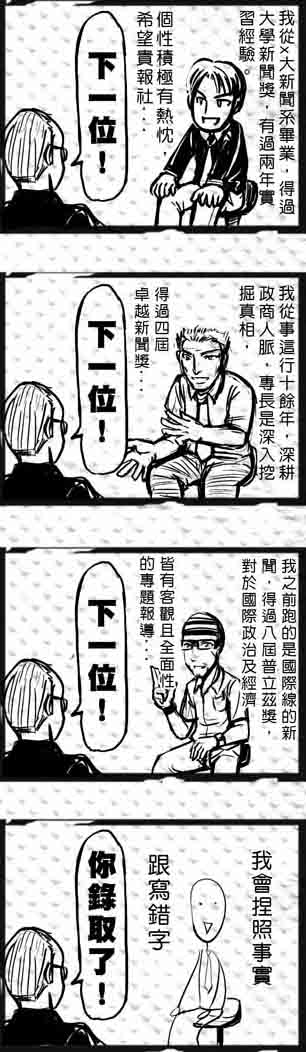 我從x大新聞系畢業，得過
大學新聞獎，有過兩年實
習經驗。
個性積極有熱忱，
希望貴報社…
下一位！
我從事這行十餘年，深耕
政商人脈，專長是深入挖
掘真相，
得過四屆
卓越新聞獎…
下一位！
我之前跑的是國際線的新
聞，得過八屆普立茲獎，
對於國際政治及經濟
皆有客觀且全面性
的專題報導…
下一位！
我會捏照事實
跟寫錯字
你錄取了！